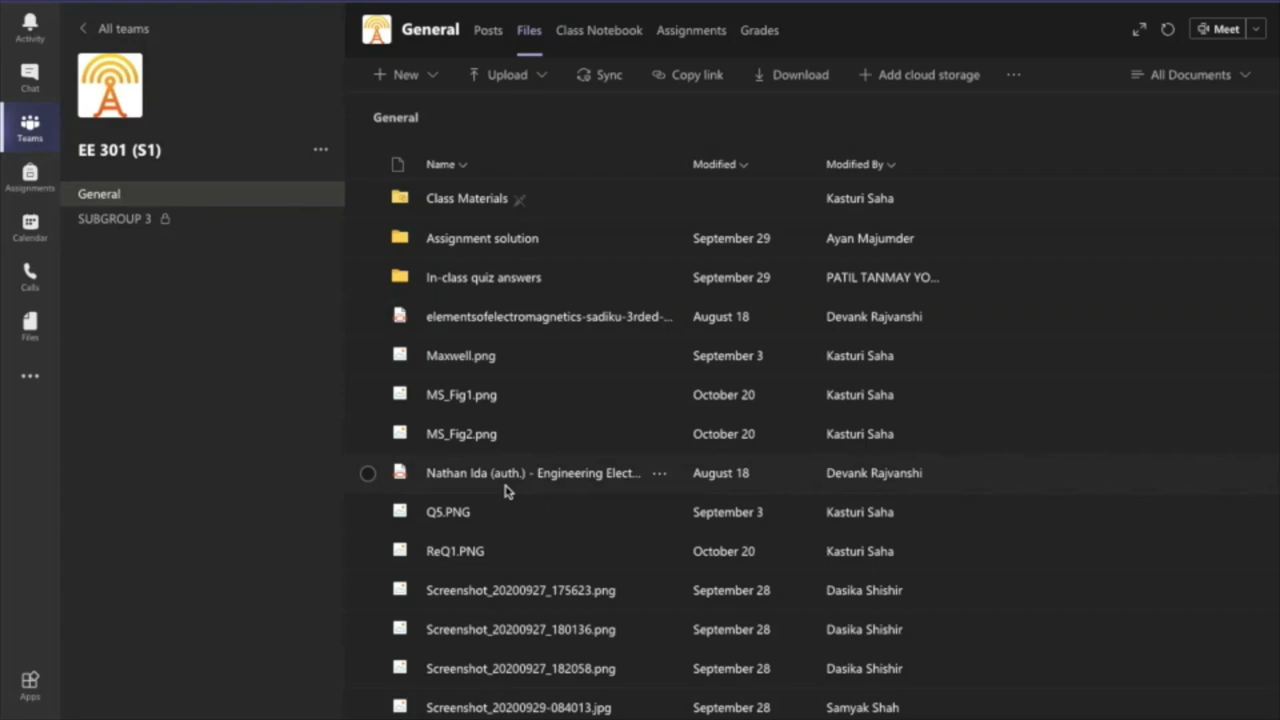 Activity
Chat
Teams
Assignments
Calendar
Calls
Files
Apps
All teams
EE 301 (S1)
General
SUBGROUP 3
General Posts Files Class Notebook Assignments Grades Meet
New Upload Sync Copy link Download Add cloud storage All Documents
General
Name Modified Modified By
Class Materials Kasturi Saha
Assignment solution September 29 Ayan Majumder
In-class quiz answers September 29 PATIL TANMAY YO...
elementsofelectromagnetics-sadiku-3rded-... August 18 Devank Rajvanshi
Maxwell.png September 3 Kasturi Saha
MS_Fig1.png October 20 Kasturi Saha
MS_Fig2.png October 20 Kasturi Saha
Nathan Ida (auth.) - Engineering Elect... August 18 Devank Rajvanshi
Q5.PNG September 3 Kasturi Saha
ReQ1.PNG October 20 Kasturi Saha
Screenshot_20200927_175623.png September 28 Dasika Shishir
Screenshot_20200927_180136.png September 28 Dasika Shishir
Screenshot_20200927_182058.png September 28 Dasika Shishir
Screenshot_20200929-084013.jpg September 28 Samyak Shah